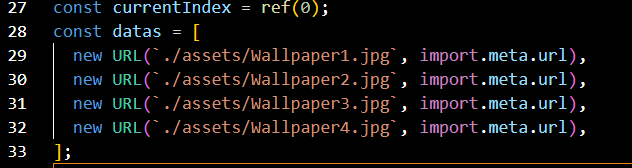 27 const currentIndex = ref(0);
28 const datas = [
29   new URL(`./assets/Wallpaper1.jpg`, import.meta.url),
30   new URL(`./assets/Wallpaper2.jpg`, import.meta.url),
31   new URL(`./assets/Wallpaper3.jpg`, import.meta.url),
32   new URL(`./assets/Wallpaper4.jpg`, import.meta.url),
33 ];